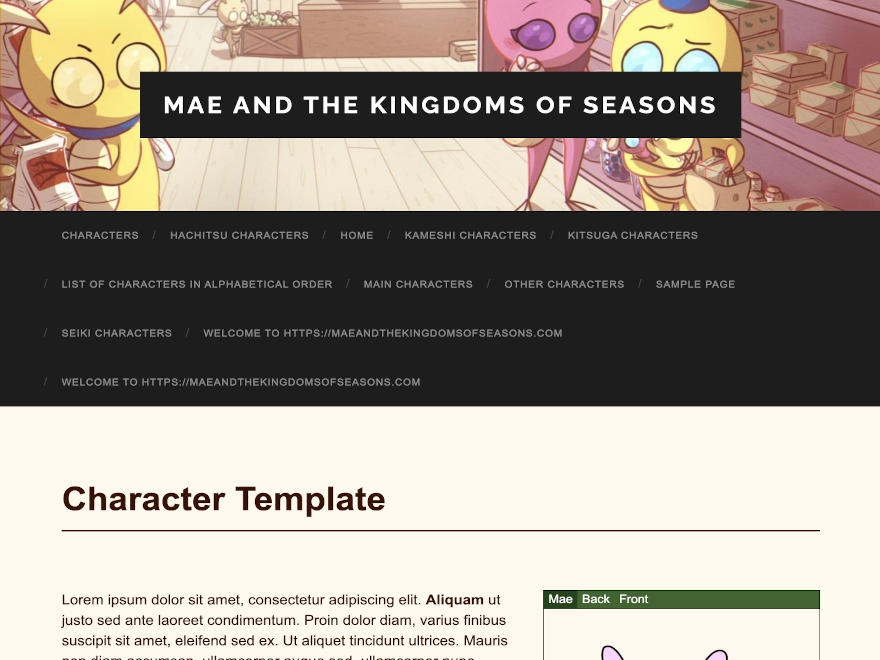 MAE AND THE KINGDOMS OF SEASONS
CHARACTERS / HACHITSU CHARACTERS / HOME / KAMESHI CHARACTERS / KITSUGA CHARACTERS
/ LIST OF CHARACTERS IN ALPHABETICAL ORDER / MAIN CHARACTERS / OTHER CHARACTERS / SAMPLE PAGE
/ SEIKI CHARACTERS / WELCOME TO HTTPS://MAEANDTHEKINGDOMSOFSEASONS.COM
/ WELCOME TO HTTPS://MAEANDTHEKINGDOMSOFSEASONS.COM
Character Template
Lorem ipsum dolor sit amet, consectetur adipiscing elit. Aliquam ut
justo sed ante laoreet condimentum. Proin dolor diam, varius finibus
suscipit sit amet, eleifend sed ex. Ut aliquet tincidunt ultrices. Mauris
Mae Back Front